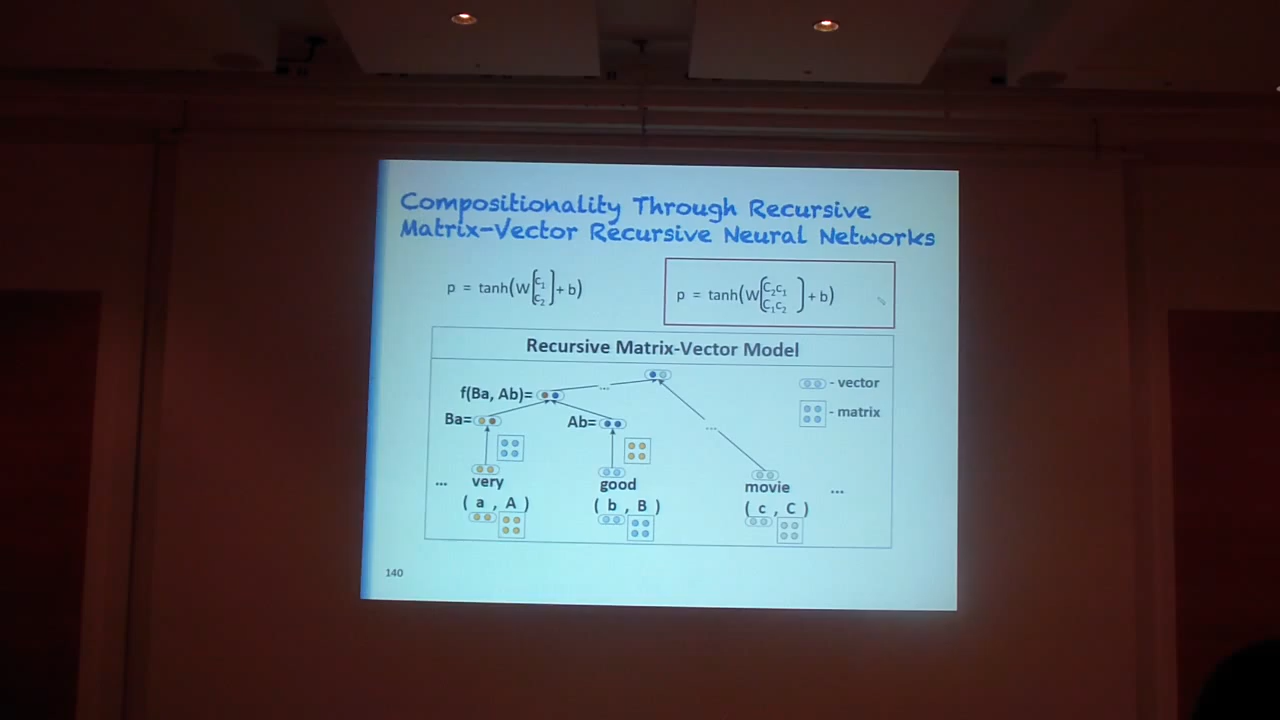 Compositionality Through Recursive
Matrix-Vector Recursive Neural Networks
p = tanh(W[c₁ c₂] + b)
p = tanh(W[C₂c₁ C₁c₂] + b)
Recursive Matrix-Vector Model
...
f(Ba, Ab)=
- vector
Ba=
Ab=
- matrix
...
... very good movie ...
( a , A ) ( b , B ) ( c , C )
140